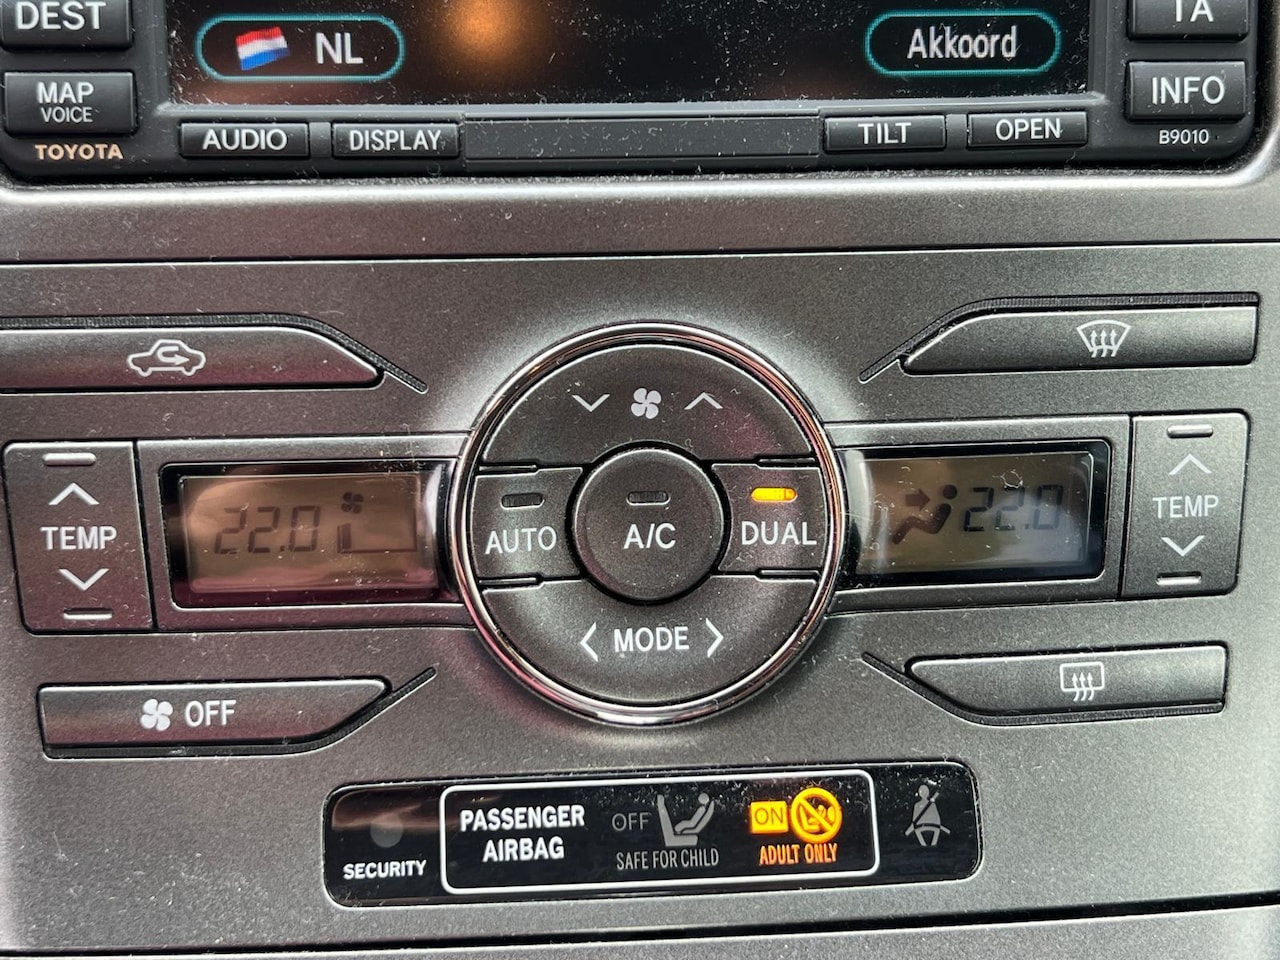 DEST
NL
Akkoord
TA
MAP
VOICE
INFO
TOYOTA
AUDIO
DISPLAY
TILT
OPEN
B9010
TEMP
22.0
AUTO
A/C
DUAL
22.0
TEMP
MODE
OFF
PASSENGER
AIRBAG
OFF
SAFE FOR CHILD
ON
ADULT ONLY
SECURITY